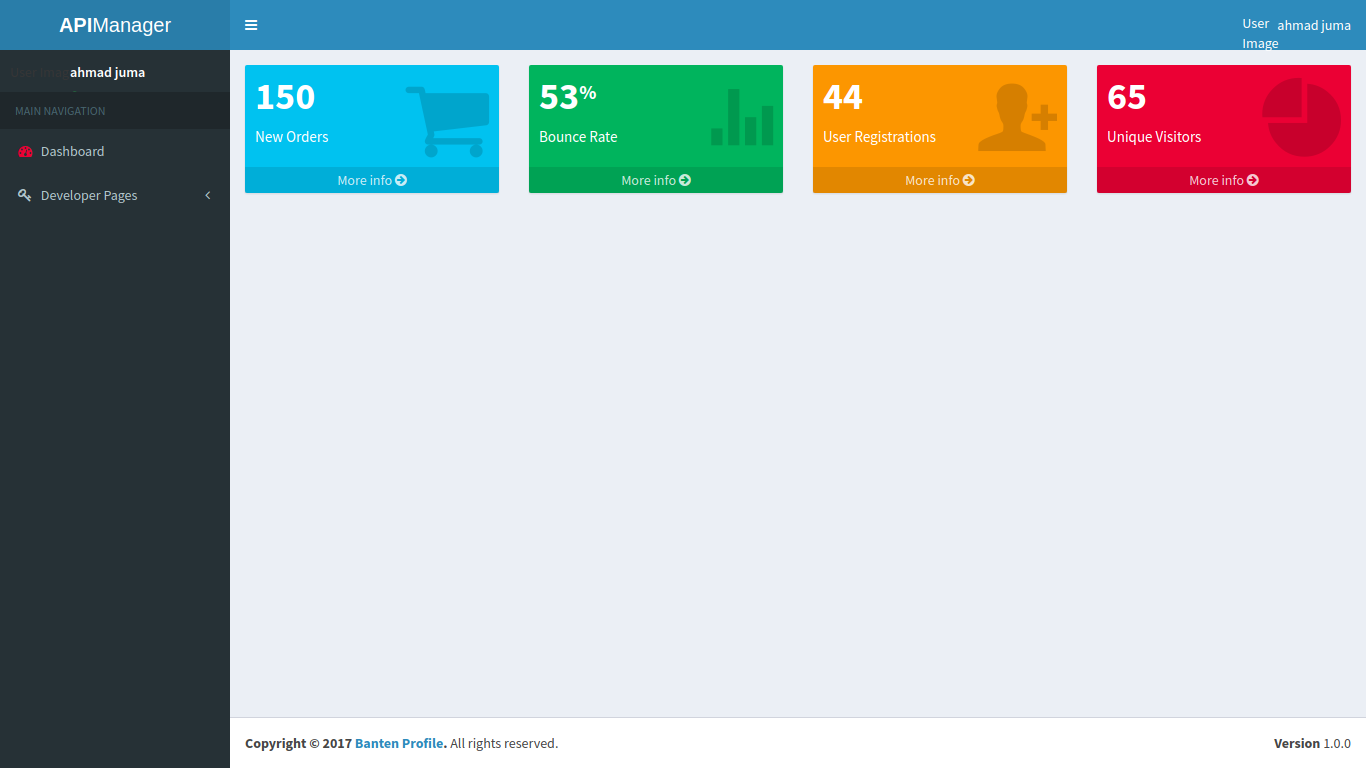 APIManager
User Image
ahmad juma
User Image
ahmad juma
MAIN NAVIGATION
Dashboard
Developer Pages
150
New Orders
More info
53%
Bounce Rate
More info
44
User Registrations
More info
65
Unique Visitors
More info
Copyright © 2017 Banten Profile. All rights reserved.
Version 1.0.0